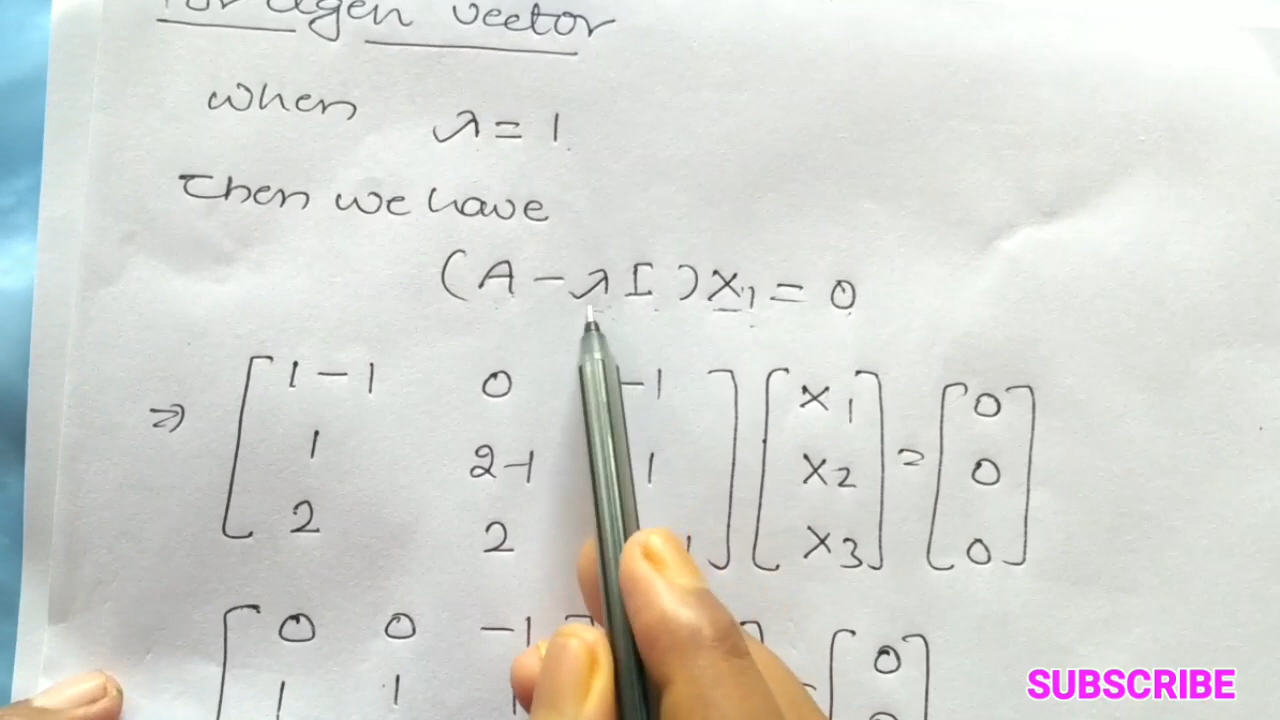 For eigen vector
when λ = 1.
Then we have
(A - λI)X₁ = 0
⇒ [ 1-1 0 -1 ] [ x1 ] = [ 0 ]
1 2-1 1 x2 0
2 2 x3 0
[ 0 0 -1 ] [ 0
1 1
SUBSCRIBE